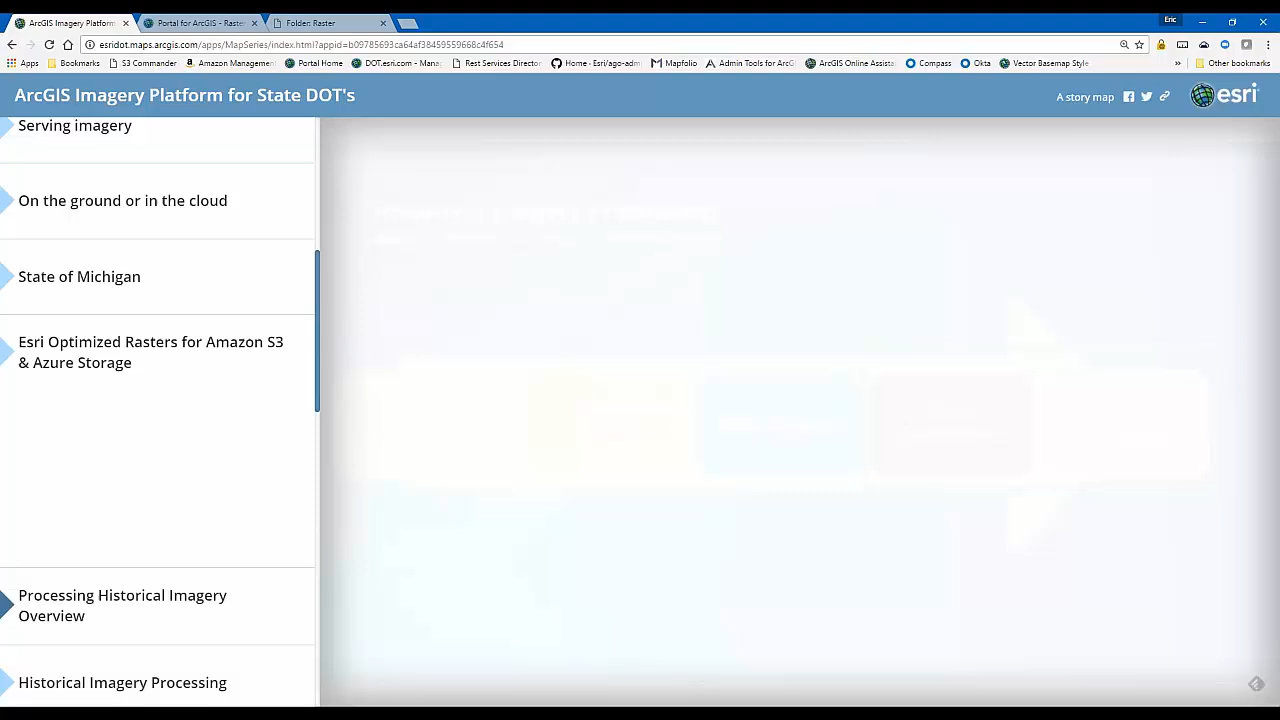 ArcGIS Imagery Platform
Portal for ArcGIS - Raster
Folder: Raster
Eric
esridot.maps.arcgis.com/apps/MapSeries/index.html?appid=b09785693ca64af38459559668c4f654
Apps
Bookmarks
S3 Commander
Amazon Managemen
Portal Home
DOT.esri.com - Mana
Rest Services Director
Home · Esri/ago-adm
Mapfolio
Admin Tools for ArcG
ArcGIS Online Assista
Compass
Okta
Vector Basemap Style
»
Other bookmarks
ArcGIS Imagery Platform for State DOT's
A story map
esri
Serving imagery
On the ground or in the cloud
State of Michigan
Esri Optimized Rasters for Amazon S3
& Azure Storage
Processing Historical Imagery
Overview
Historical Imagery Processing